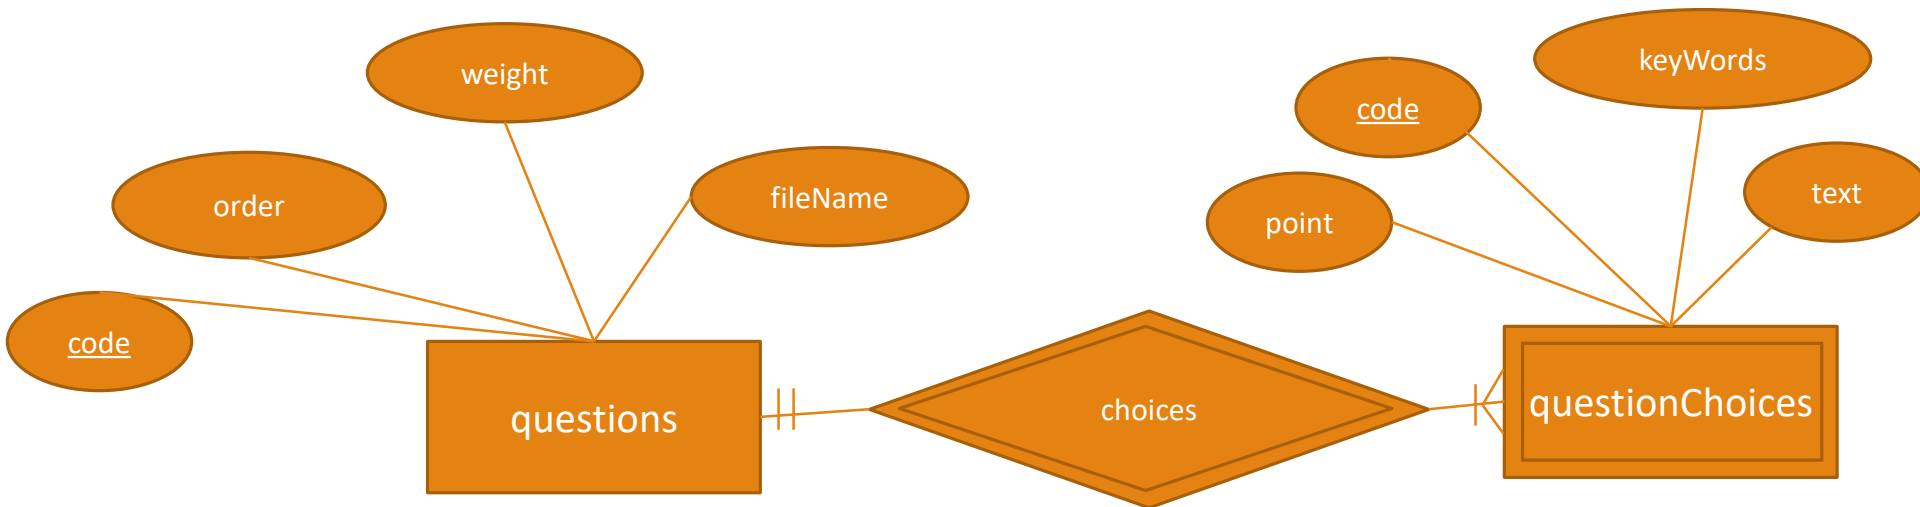 weight
order
fileName
code
questions
choices
keyWords
code
text
point
questionChoices